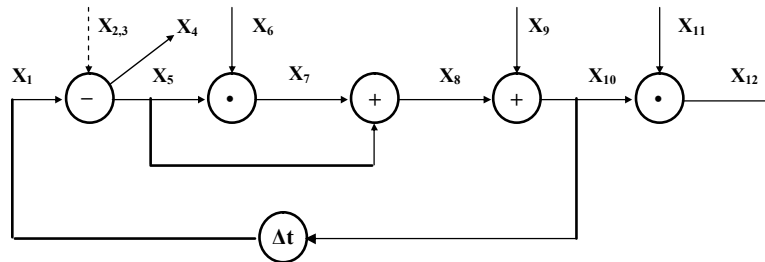 X2,3
X4
X6
X9
X11
X1
X5
X7
X8
X10
X12
−
•
+
+
•
Δt